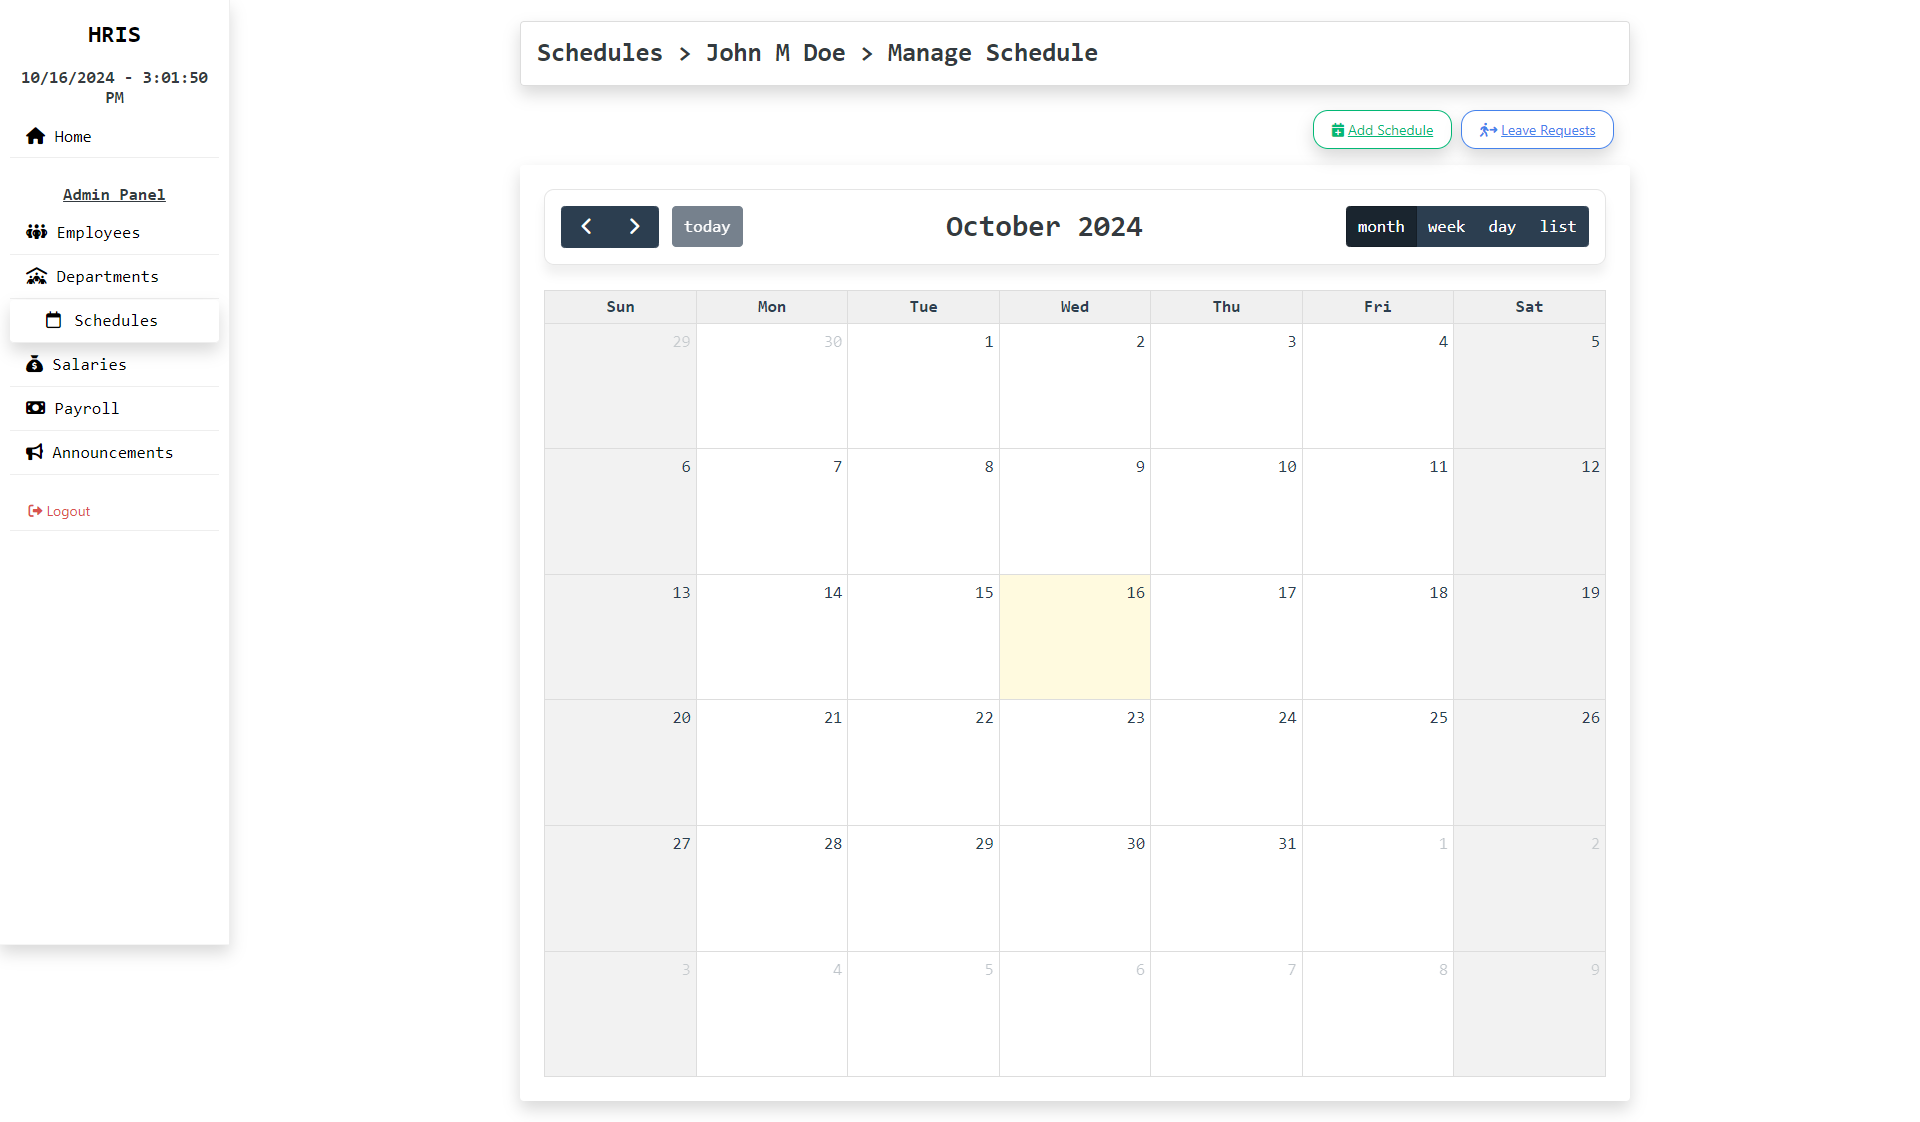 HRIS
10/16/2024 - 3:01:50
PM
Home
Admin Panel
Employees
Departments
Schedules
Salaries
Payroll
Announcements
Logout
Schedules > John M Doe > Manage Schedule
Add Schedule Leave Requests
today October 2024 month week day list
Sun Mon Tue Wed Thu Fri Sat
29 30 1 2 3 4 5
6 7 8 9 10 11 12
13 14 15 16 17 18 19
20 21 22 23 24 25 26
27 28 29 30 31 1 2
3 4 5 6 7 8 9